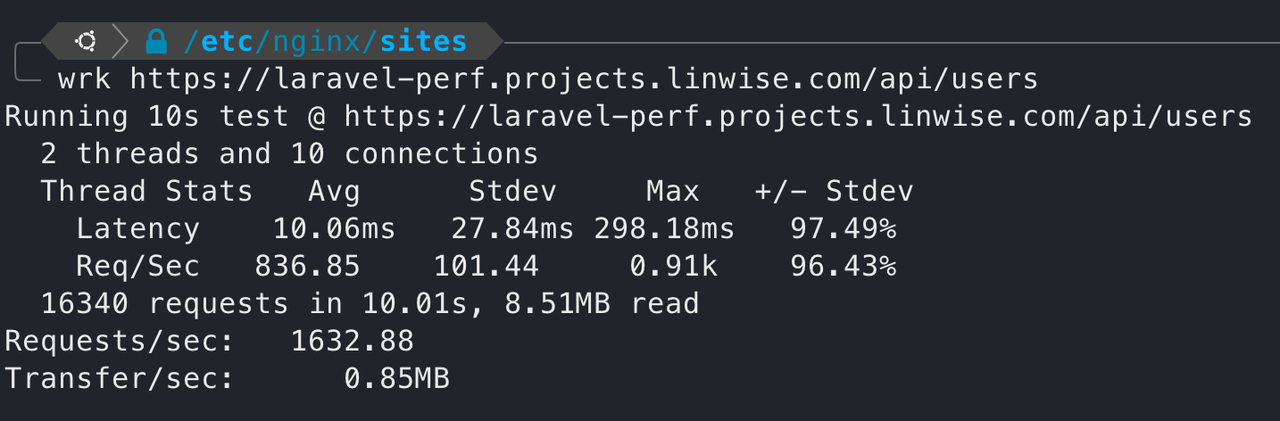 /etc/nginx/sites
wrk https://laravel-perf.projects.linwise.com/api/users
Running 10s test @ https://laravel-perf.projects.linwise.com/api/users
  2 threads and 10 connections
  Thread Stats   Avg      Stdev     Max   +/- Stdev
    Latency    10.06ms   27.84ms 298.18ms   97.49%
    Req/Sec   836.85    101.44     0.91k    96.43%
  16340 requests in 10.01s, 8.51MB read
Requests/sec:   1632.88
Transfer/sec:      0.85MB